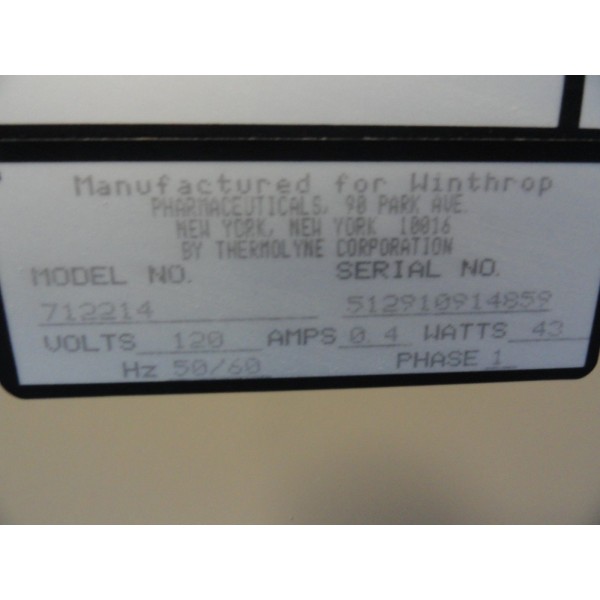 Manufactured for Winthrop
PHARMACEUTICALS, 90 PARK AVE.
NEW YORK, NEW YORK 10016
BY THERMOLYNE CORPORATION
MODEL NO. SERIAL NO.
712214 512910914859
VOLTS 120 AMPS 0.4 WATTS 43
Hz 50/60 PHASE 1